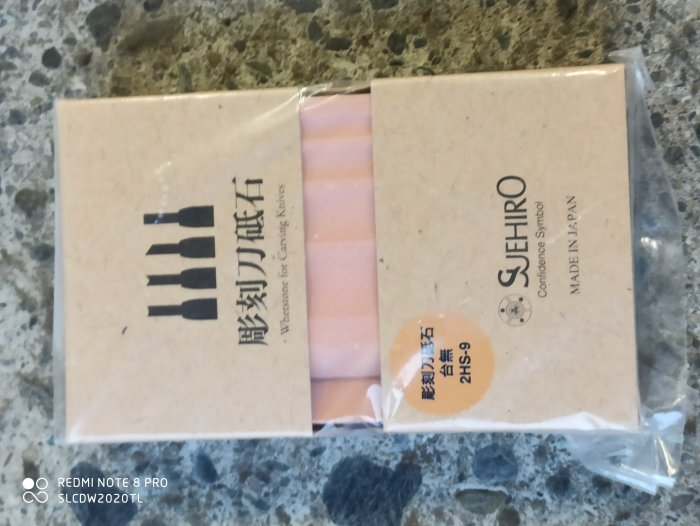 彫刻刀砥石
Whetstone for Carving Knives
SUEHIRO
Confidence Symbol
MADE IN JAPAN
彫刻刀砥石
台無
2HS-9
REDMI NOTE 8 PRO
SLCDW2020TL